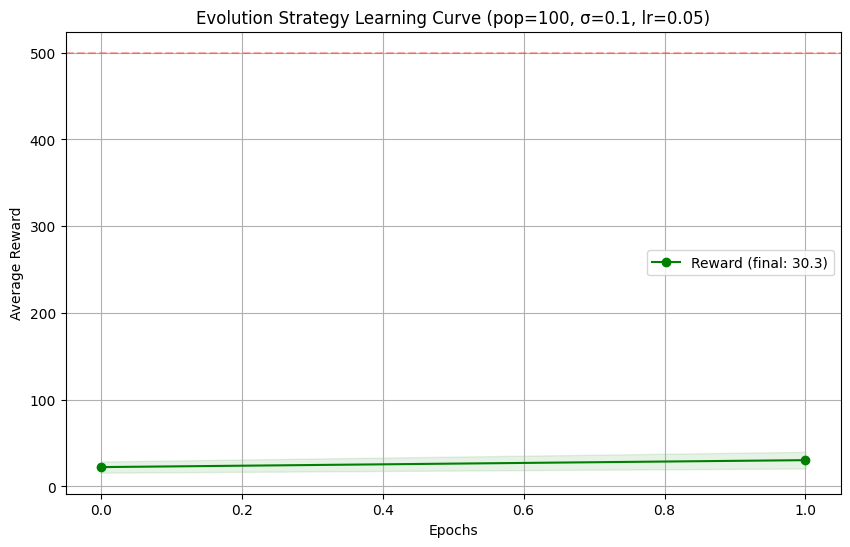 Evolution Strategy Learning Curve (pop=100, σ=0.1, lr=0.05)
500
400
300
200
100
0
Average Reward
Reward (final: 30.3)
0.0 0.2 0.4 0.6 0.8 1.0
Epochs